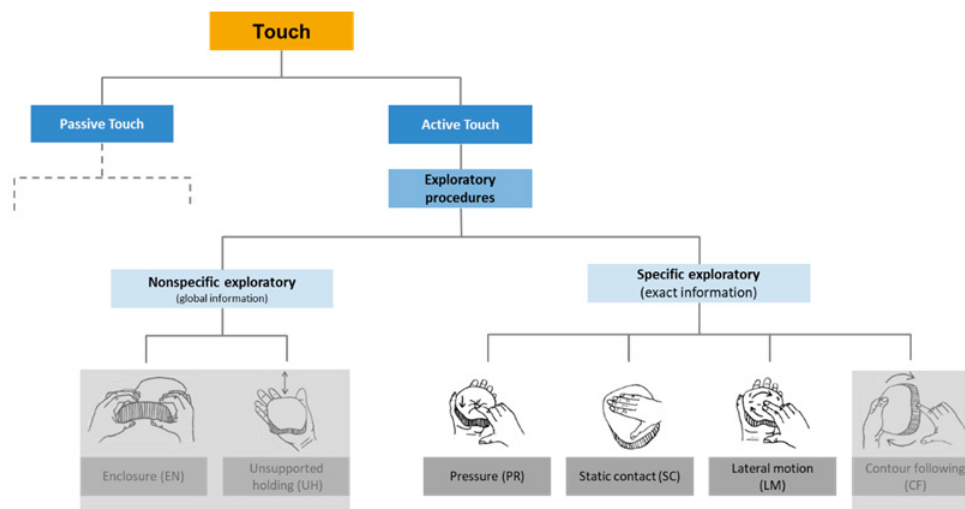 Touch
Passive Touch
Active Touch
Exploratory
procedures
Nonspecific exploratory
(global information)
Specific exploratory
(exact information)
Enclosure (EN)
Unsupported
holding (UH)
Pressure (PR)
Static contact (SC)
Lateral motion
(LM)
Contour following
(CF)